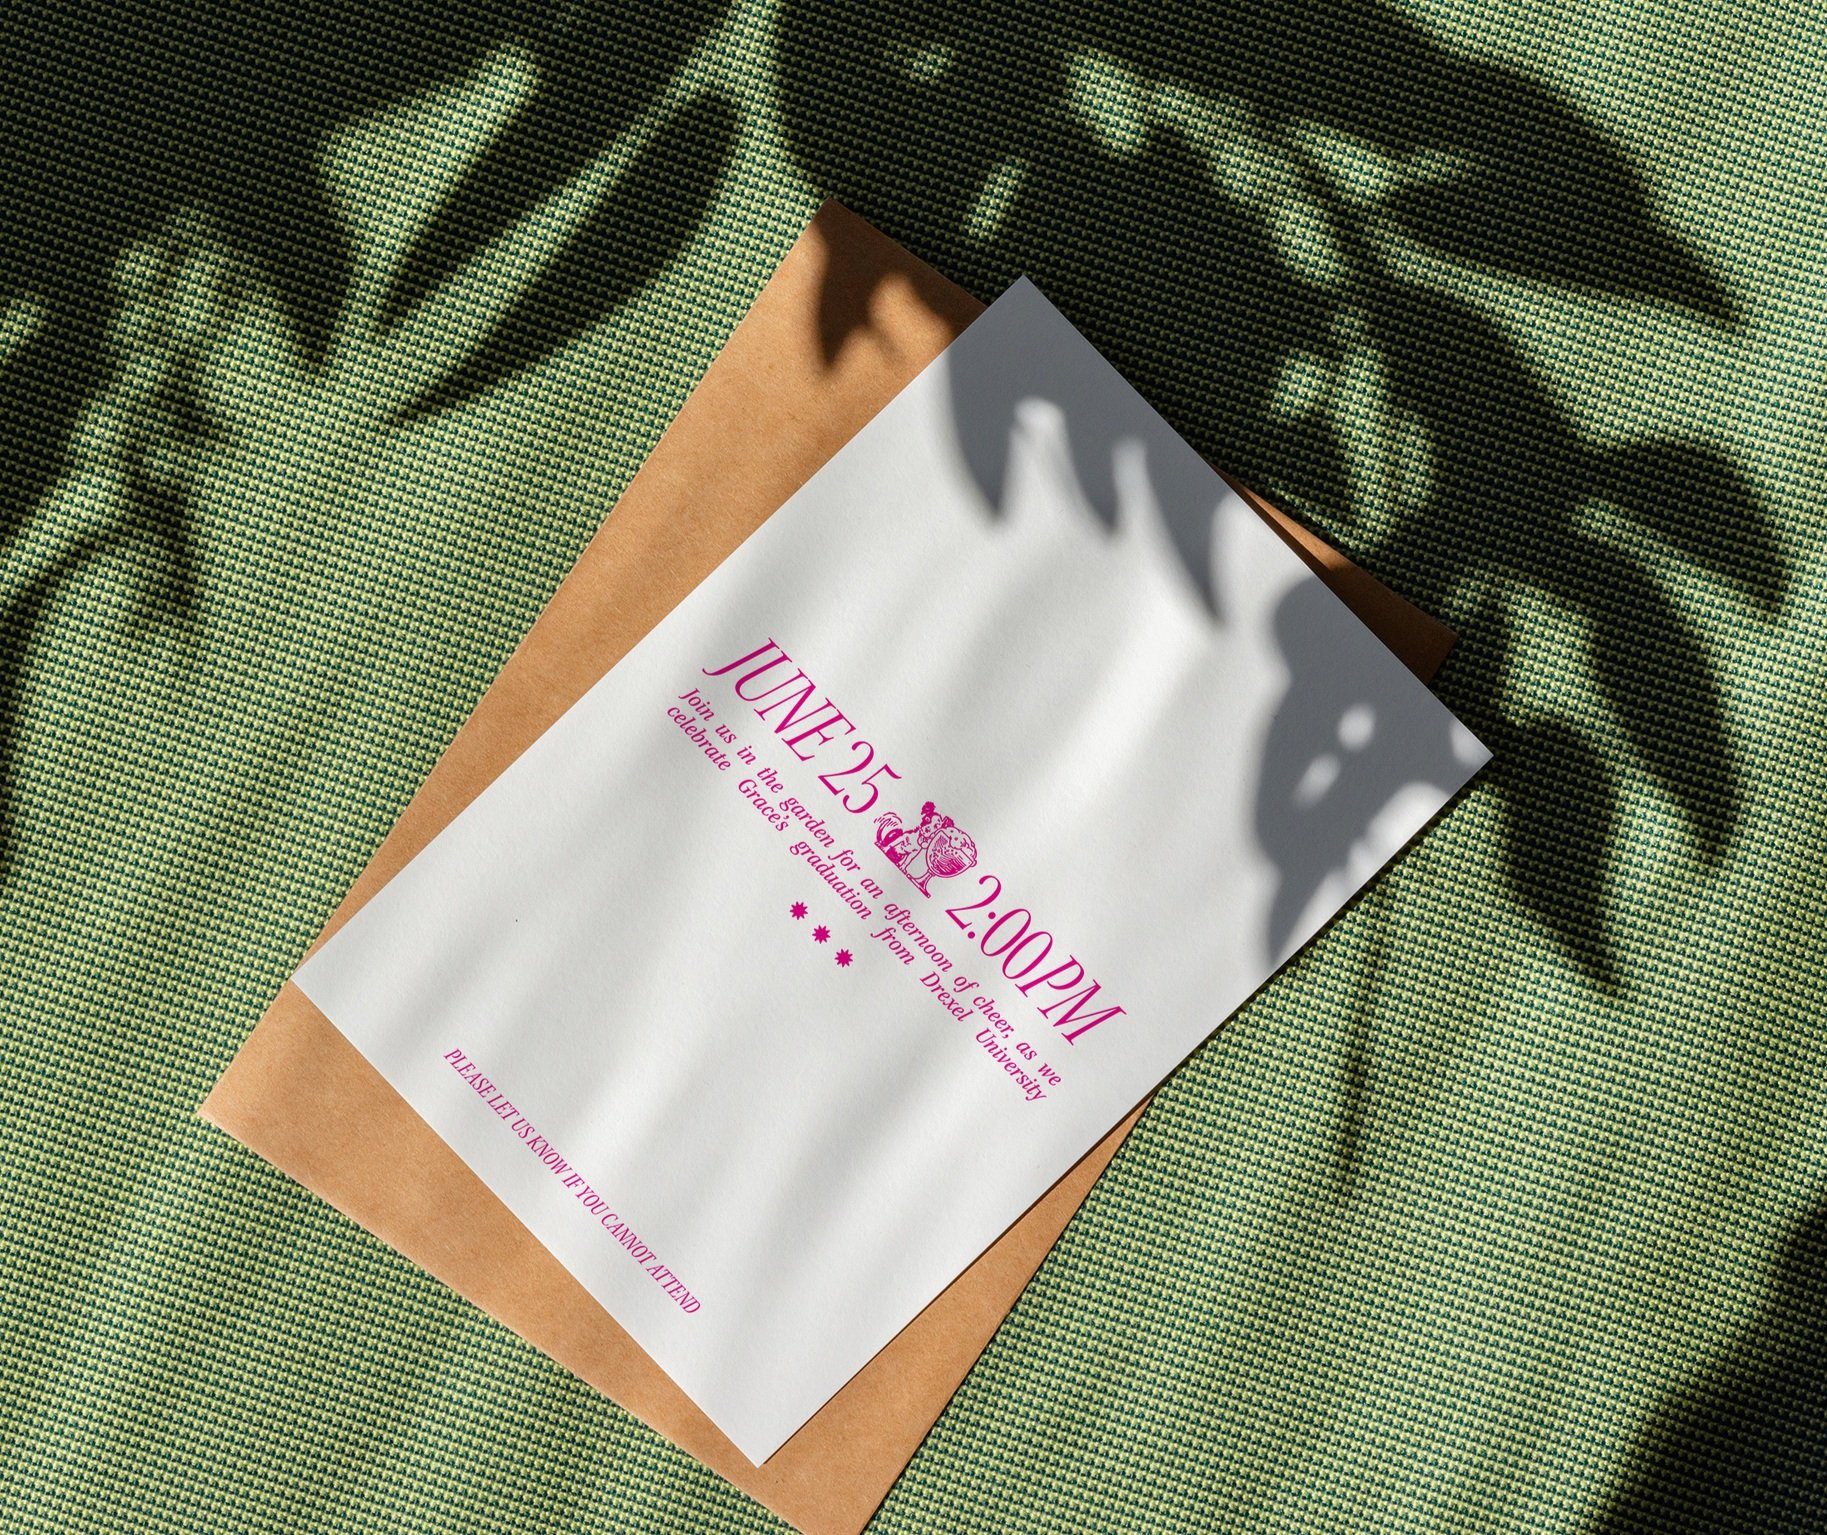 JUNE 25 2:00PM
Join us in the garden for an afternoon of cheer, as we
celebrate Grace's graduation from Drexel University
PLEASE LET US KNOW IF YOU CANNOT ATTEND